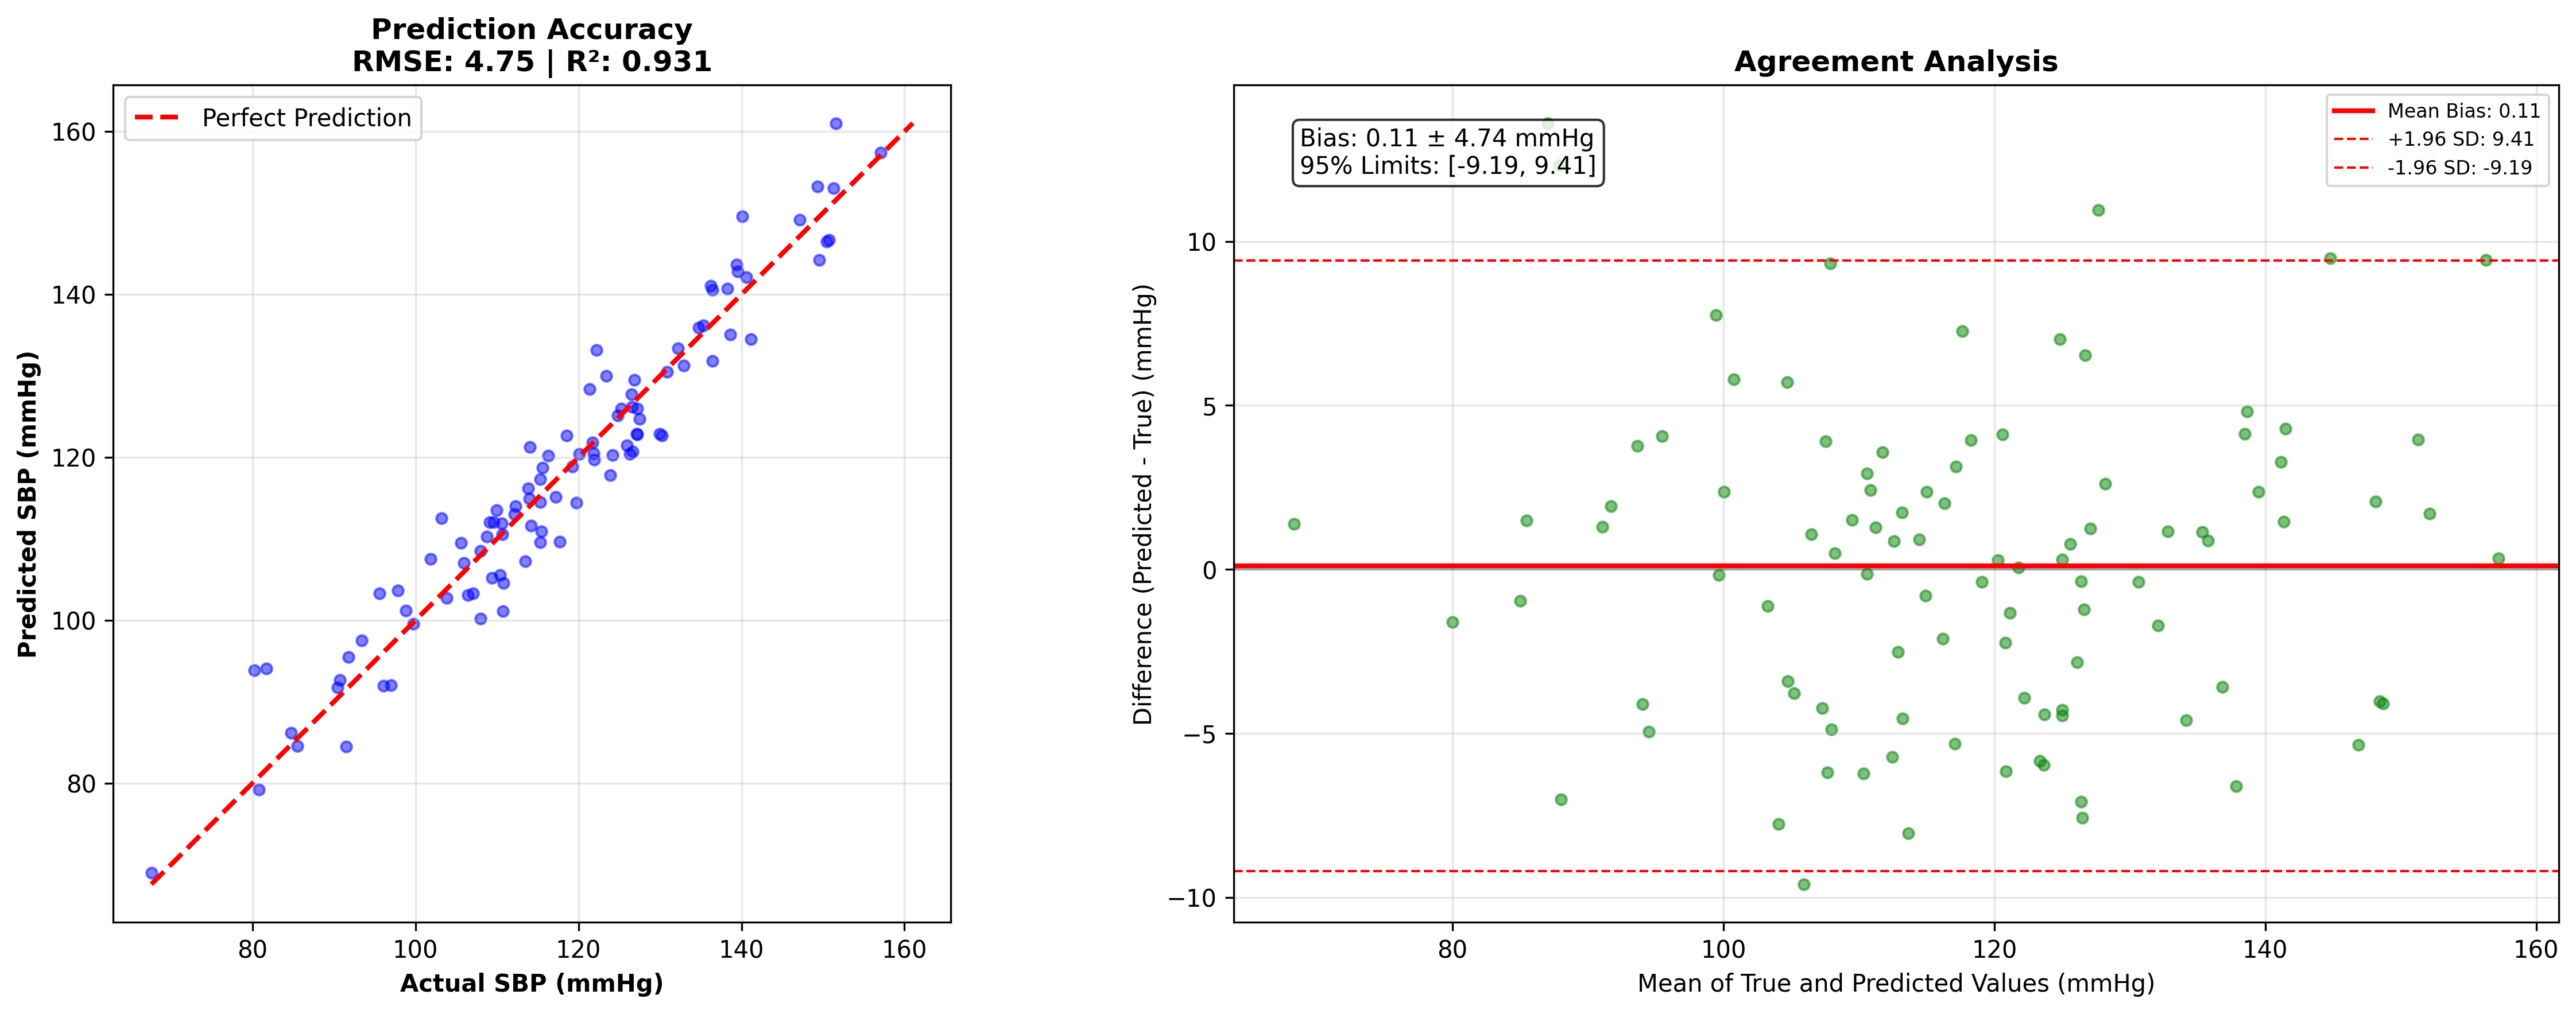 Prediction Accuracy
RMSE: 4.75 | R²: 0.931
Perfect Prediction
160
140
120
100
80
Predicted SBP (mmHg)
80 100 120 140 160
Actual SBP (mmHg)
Agreement Analysis
Bias: 0.11 ± 4.74 mmHg
95% Limits: [-9.19, 9.41]
Mean Bias: 0.11
+1.96 SD: 9.41
-1.96 SD: -9.19
10
5
0
−5
−10
Difference (Predicted - True) (mmHg)
80 100 120 140 160
Mean of True and Predicted Values (mmHg)